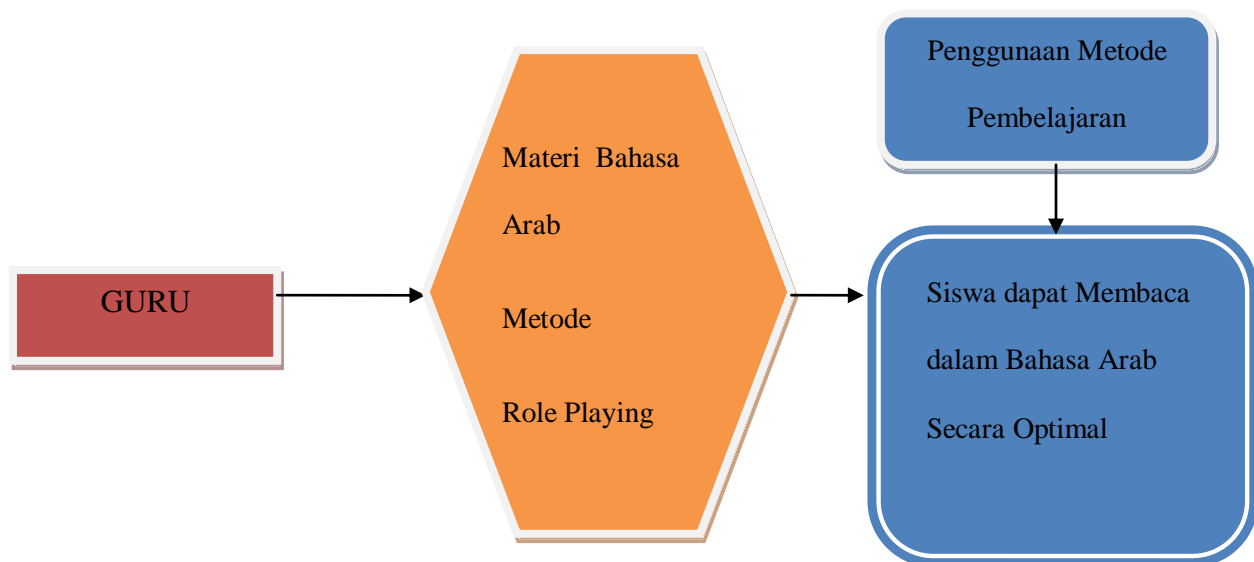 GURU
Materi Bahasa
Arab
Metode
Role Playing
Penggunaan Metode
Pembelajaran
Siswa dapat Membaca
dalam Bahasa Arab
Secara Optimal